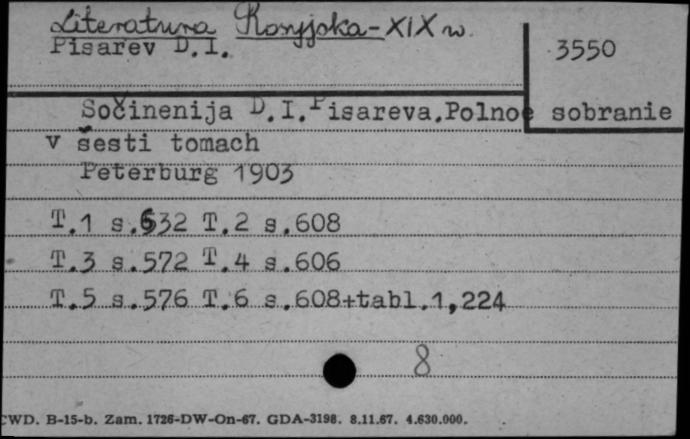 Literatura Rosyjska - XIX w.
Pisarev D.I.
3550
Sočinenija D.I.Pisareva.Polnoe sobranie
v šesti tomach
Peterburg 1903
T.1 s.632 T.2 s.608
T.3 s.572 T.4 s.606
T.5 s.576 T.6 s.608+tabl.1,224
8
CWD. B-15-b. Zam. 1726-DW-On-67. GDA-3198. 8.11.67. 4.630.000.